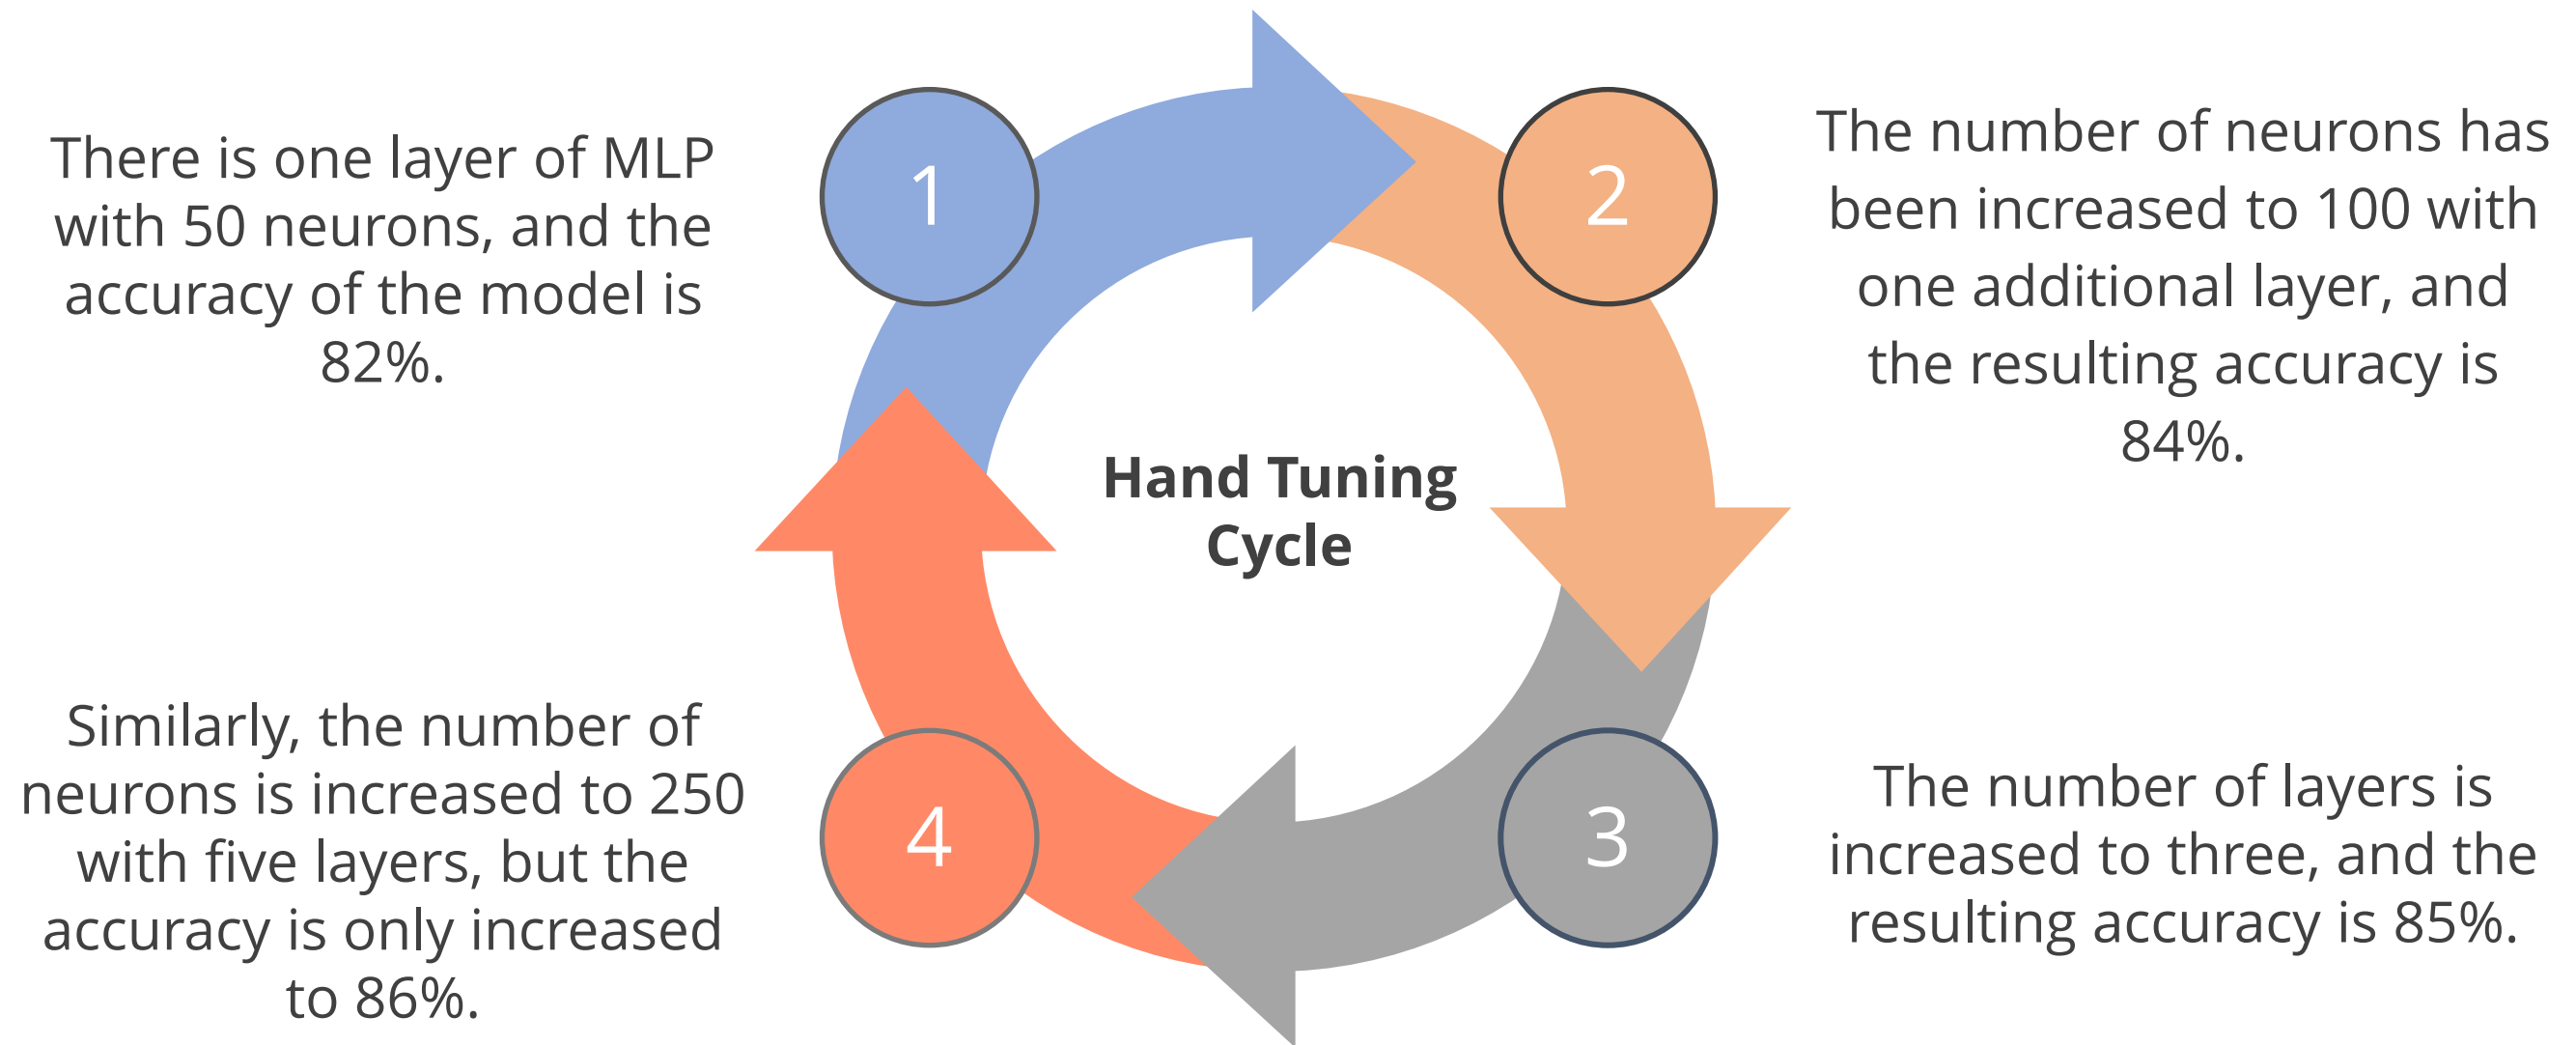 1
There is one layer of MLP
with 50 neurons, and the
accuracy of the model is
82%.
2
The number of neurons has
been increased to 100 with
one additional layer, and
the resulting accuracy is
84%.
Hand Tuning
Cycle
3
The number of layers is
increased to three, and the
resulting accuracy is 85%.
4
Similarly, the number of
neurons is increased to 250
with five layers, but the
accuracy is only increased
to 86%.